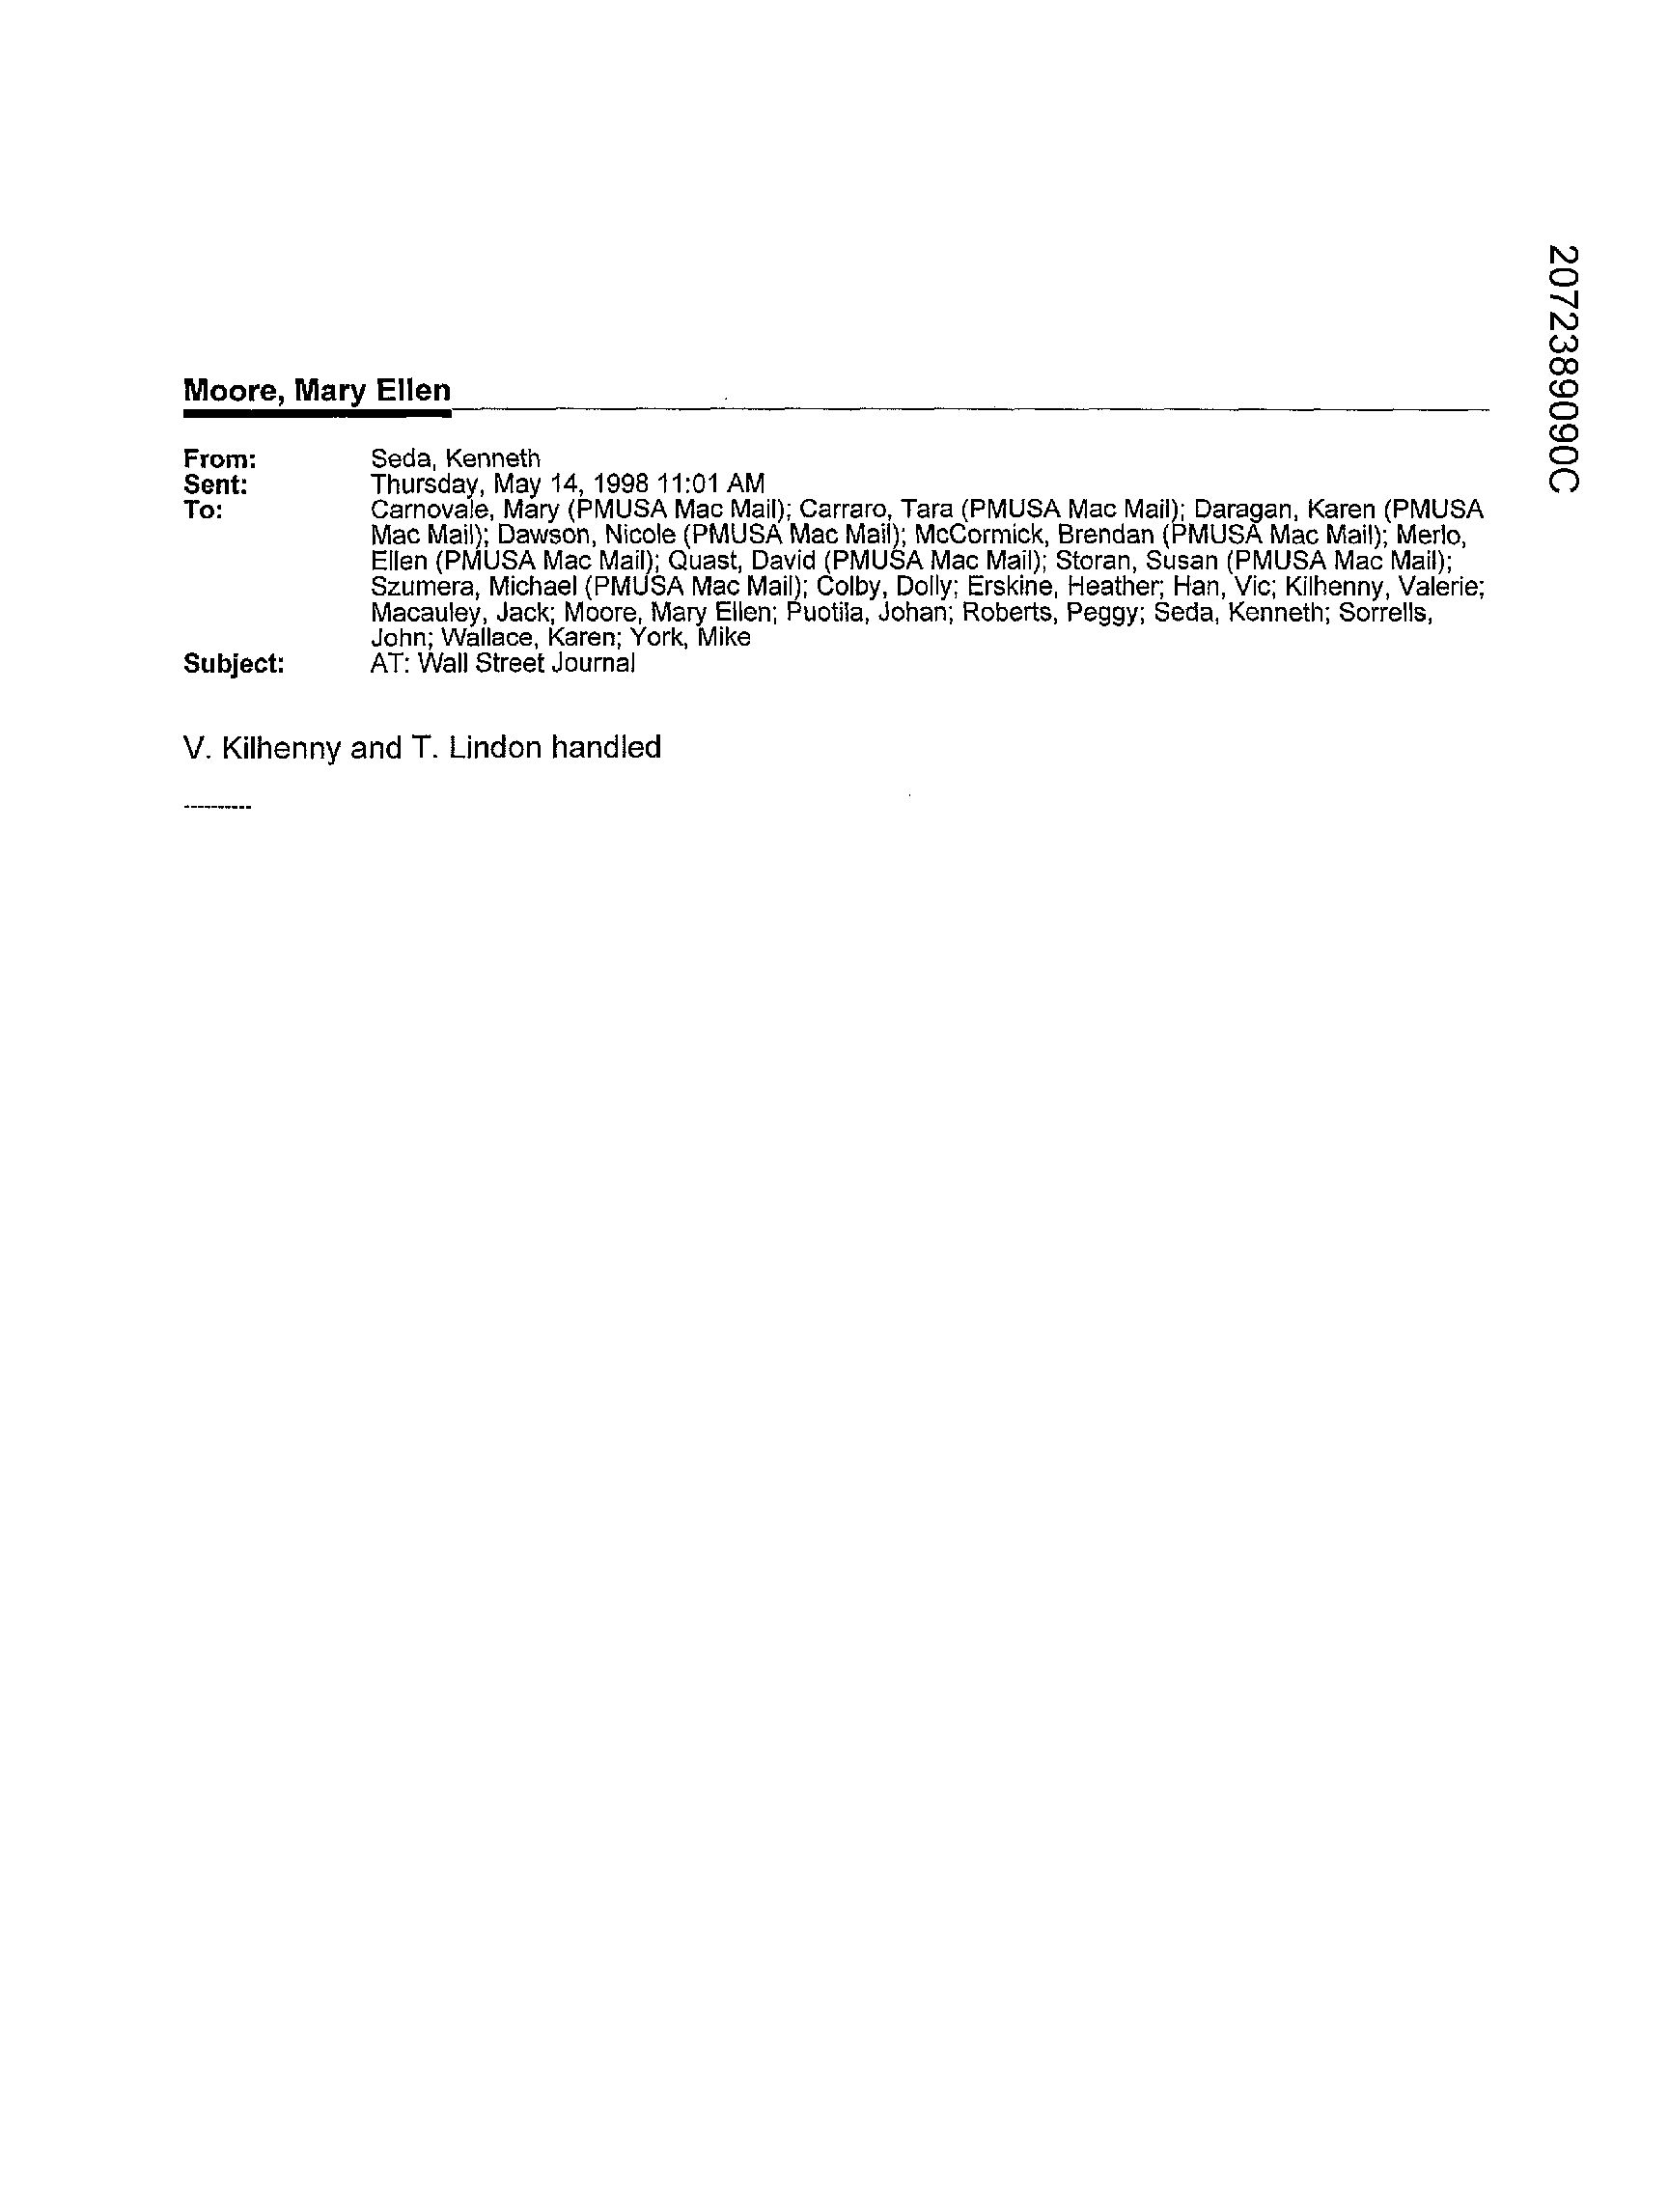 2072389090C
Moore, Mary Ellen
From: Seda, Kenneth
Sent: Thursday, May 14, 1998 11:01 AM
To: Carnovale, Mary (PMUSA Mac Mail); Carraro, Tara (PMUSA Mac Mail); Daragan, Karen (PMUSA
Mac Mail); Dawson, Nicole (PMUSA Mac Mail); McCormick, Brendan (PMUSA Mac Mail); Merlo,
Ellen (PMUSA Mac Mail); Quast, David (PMUSA Mac Mail); Storan, Susan (PMUSA Mac Mail);
Szumera, Michael (PMUSA Mac Mail); Colby, Dolly; Erskine, Heather; Han, Vic; Kilhenny, Valerie;
Macauley, Jack; Moore, Mary Ellen; Puotila, Johan; Roberts, Peggy; Seda, Kenneth; Sorrells,
John; Wallace, Karen; York, Mike
Subject: AT: Wall Street Journal
V. Kilhenny and T. Lindon handled
----------